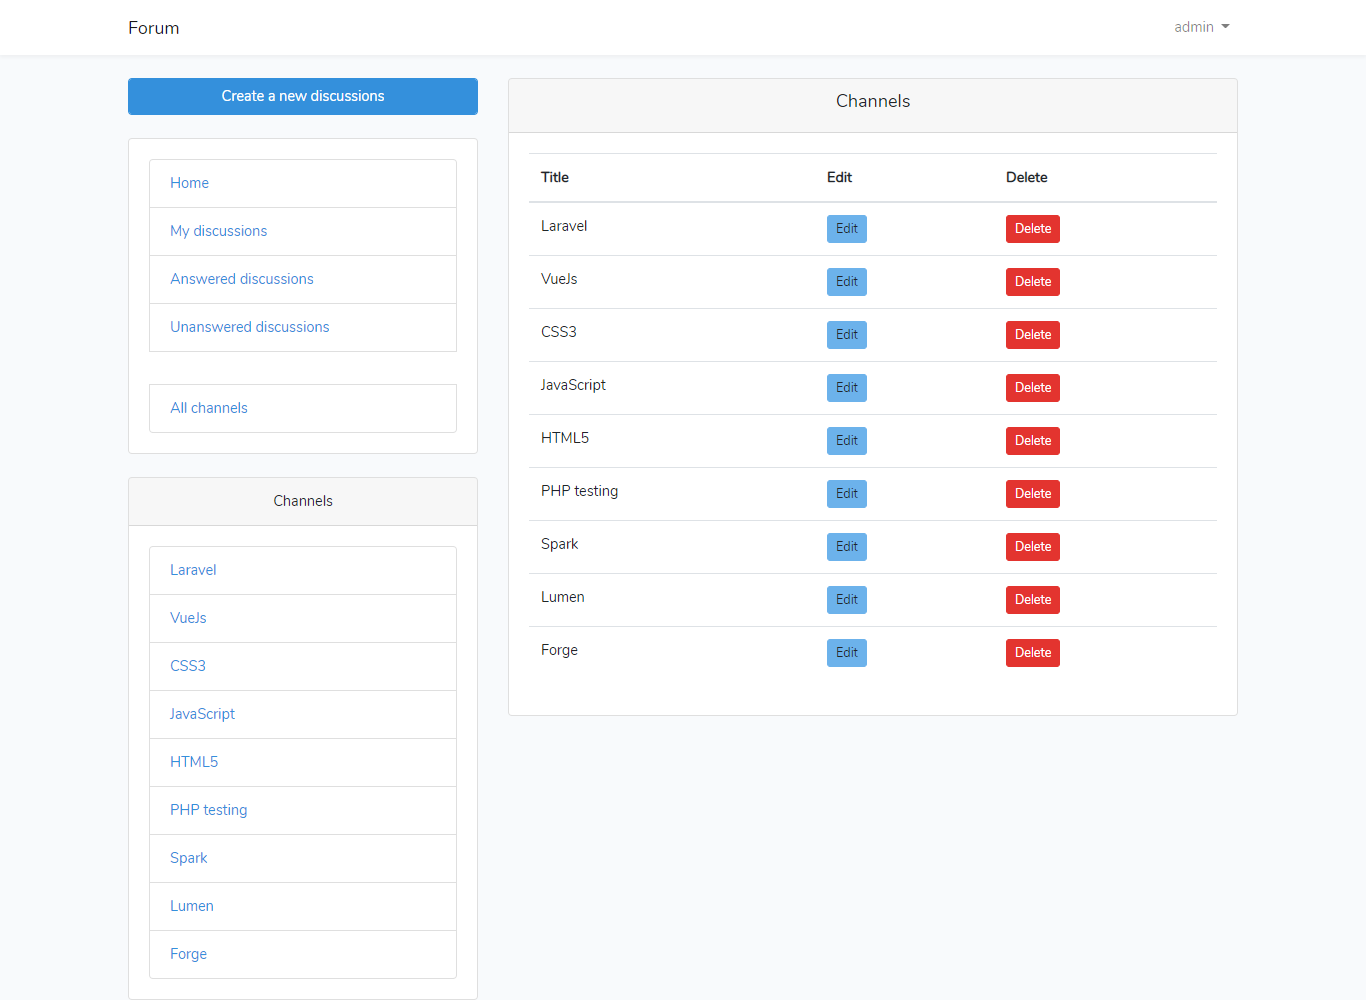 Forum
admin
Create a new discussions
Home
My discussions
Answered discussions
Unanswered discussions
All channels
Channels
Laravel
VueJs
CSS3
JavaScript
HTML5
PHP testing
Spark
Lumen
Forge
Channels
Title Edit Delete
Laravel Edit Delete
VueJs Edit Delete
CSS3 Edit Delete
JavaScript Edit Delete
HTML5 Edit Delete
PHP testing Edit Delete
Spark Edit Delete
Lumen Edit Delete
Forge Edit Delete